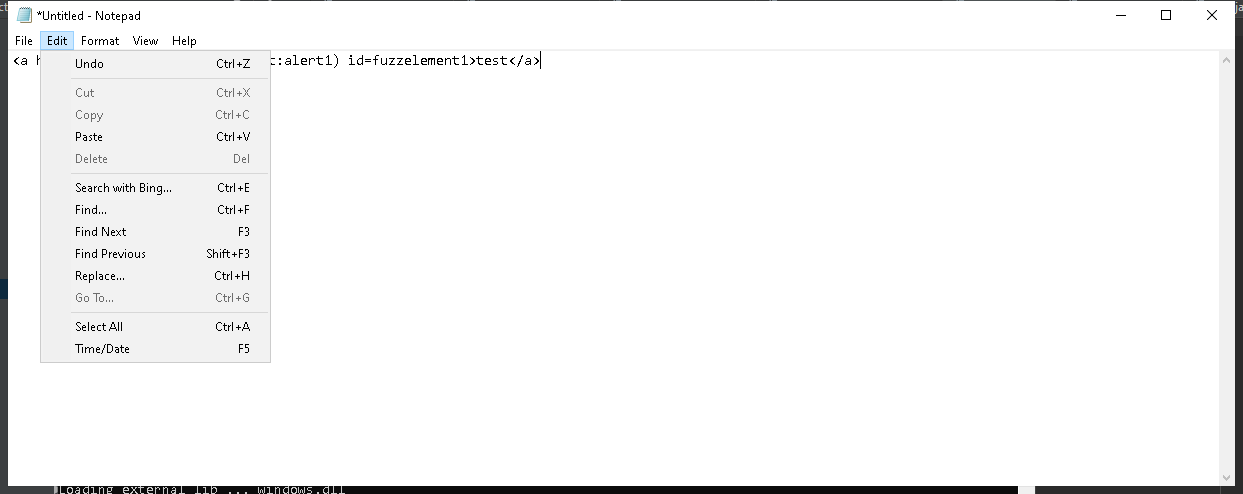 *Untitled - Notepad
File Edit Format View Help
<a h t:alert1) id=fuzzelement1>test</a>
Undo Ctrl+Z
Cut Ctrl+X
Copy Ctrl+C
Paste Ctrl+V
Delete Del
Search with Bing... Ctrl+E
Find... Ctrl+F
Find Next F3
Find Previous Shift+F3
Replace... Ctrl+H
Go To... Ctrl+G
Select All Ctrl+A
Time/Date F5
Loading external lib ... windows.dll